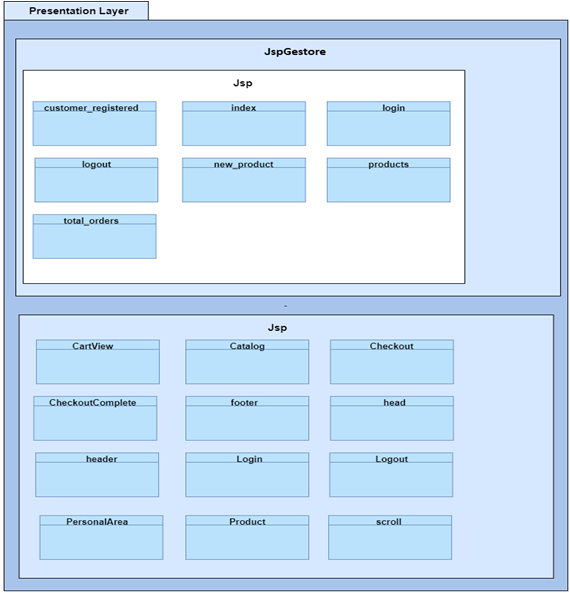 Presentation Layer
JspGestore
Jsp
customer_registered
index
login
logout
new_product
products
total_orders
-
Jsp
CartView
Catalog
Checkout
CheckoutComplete
footer
head
header
Login
Logout
PersonalArea
Product
scroll